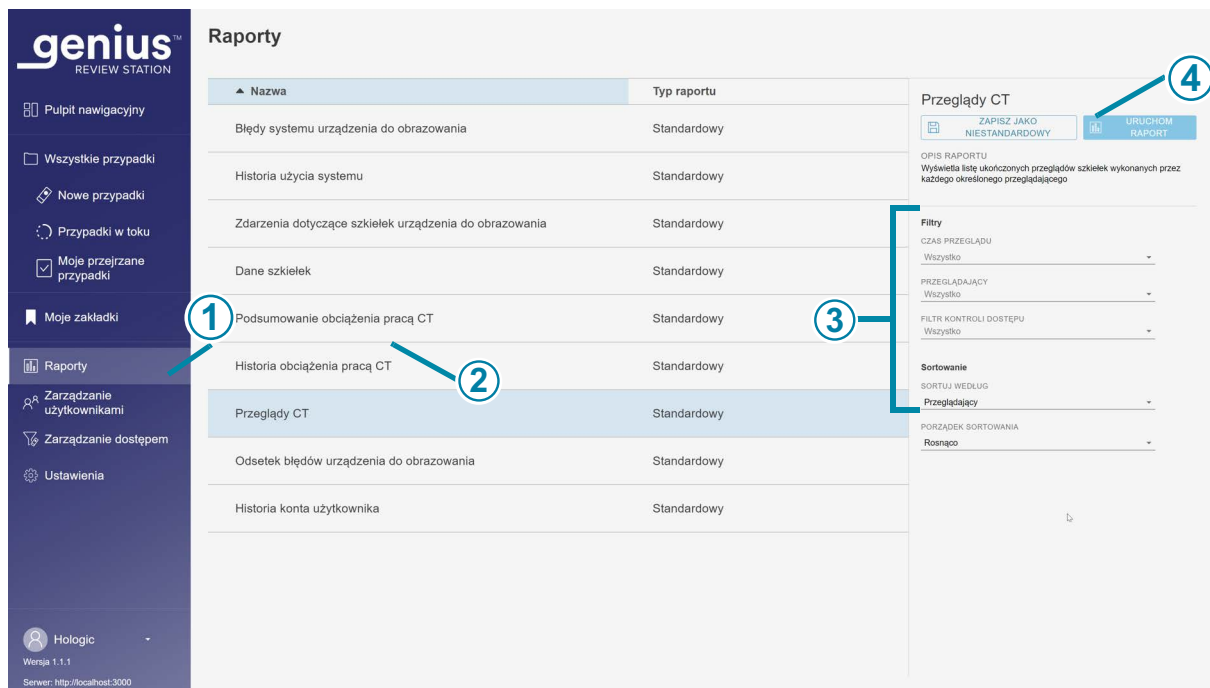 genius™
REVIEW STATION
Pulpit nawigacyjny
Wszystkie przypadki
Nowe przypadki
Przypadki w toku
Moje przejrzane
przypadki
Moje zakładki
Raporty
Zarządzanie
użytkownikami
Zarządzanie dostępem
Ustawienia
Hologic
Wersja 1.1.1
Serwer: http://localhost:3000
Raporty
▲ Nazwa Typ raportu
Błędy systemu urządzenia do obrazowania Standardowy
Historia użycia systemu Standardowy
Zdarzenia dotyczące szkiełek urządzenia do obrazowania Standardowy
Dane szkiełek Standardowy
Podsumowanie obciążenia pracą CT Standardowy
Historia obciążenia pracą CT Standardowy
Przeglądy CT Standardowy
Odsetek błędów urządzenia do obrazowania Standardowy
Historia konta użytkownika Standardowy
1
2
3
4
Przeglądy CT
ZAPISZ JAKO
NIESTANDARDOWY
URUCHOM
RAPORT
OPIS RAPORTU
Wyświetla listę ukończonych przeglądów szkiełek wykonanych przez
każdego określonego przeglądającego
Filtry
CZAS PRZEGLĄDU
Wszystko
PRZEGLĄDAJĄCY
Wszystko
FILTR KONTROLI DOSTĘPU
Wszystko
Sortowanie
SORTUJ WEDŁUG
Przeglądający
PORZĄDEK SORTOWANIA
Rosnąco